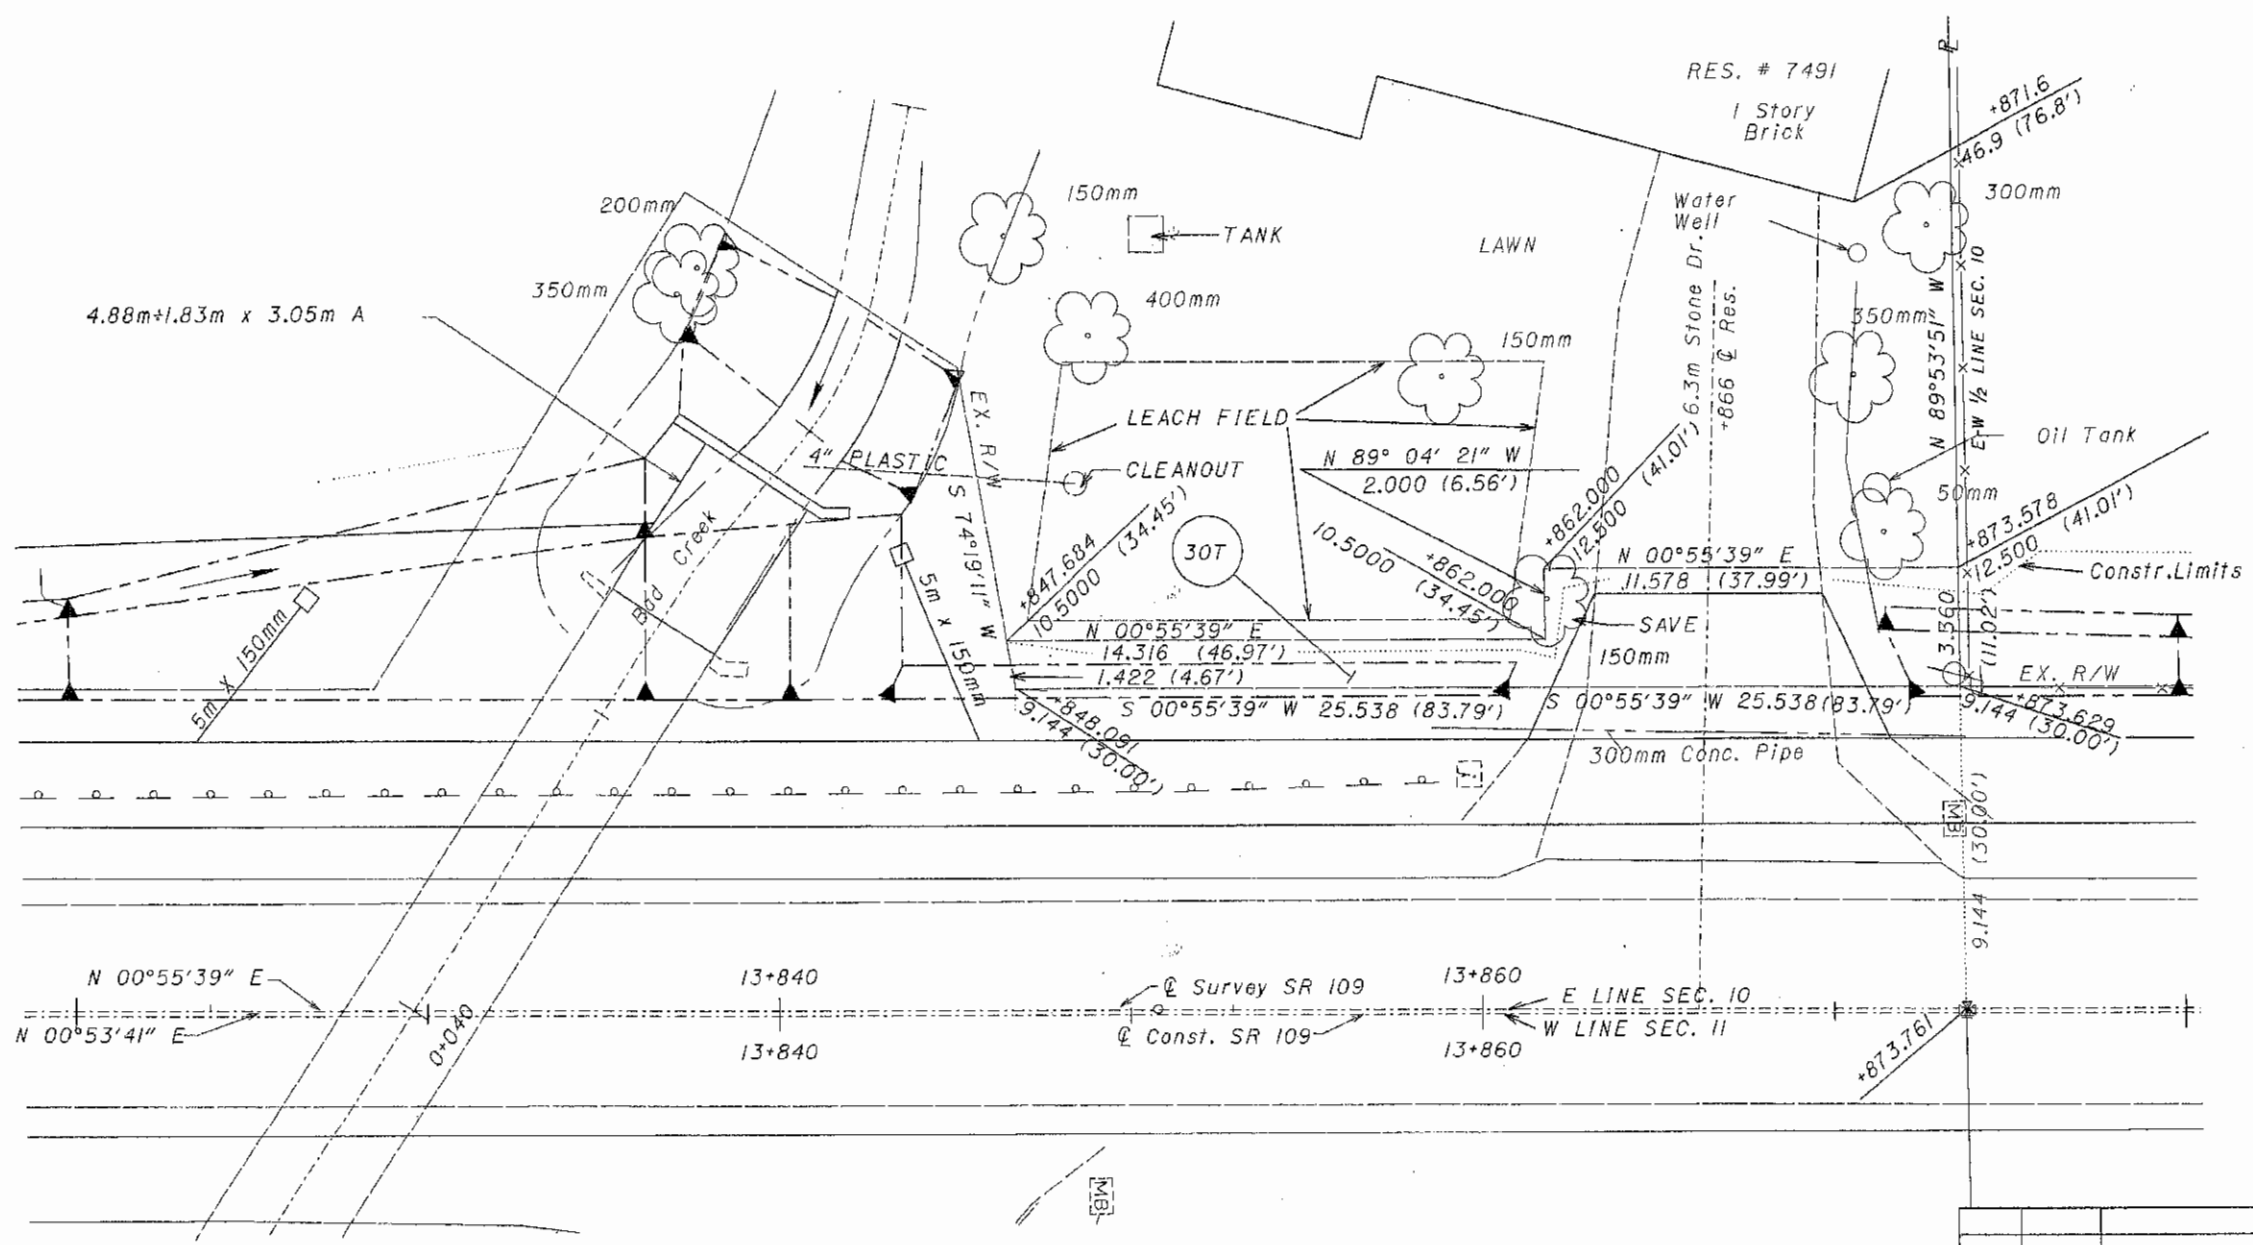 RES. # 7491
1 Story
Brick
℄
+871.6
46.9 (76.8')
200mm
150mm
TANK
LAWN
Water
Well
300mm
350mm
400mm
4.88m÷1.83m x 3.05m A
150mm
6.3m Stone Dr.
+866 ℄ Res.
350mm
N 89°53'51" W
E-W ½ LINE SEC. 10
Oil Tank
EX. R/W
LEACH FIELD
4" PLASTIC
CLEANOUT
N 89° 04' 21" W
2.000 (6.56')
+862.000
12.500 (41.01')
50mm
+873.578
12.500 (41.01')
S 74°19'11" W
Bad Creek
+847.684
10.5000 (34.45')
30T
+862.000
10.5000 (34.45')
N 00°55'39" E
11.578 (37.99')
Constr.Limits
5m x 150mm
5m x 150mm
N 00°55'39" E
14.316 (46.97')
SAVE
150mm
3.360
(11.02')
1.422 (4.67')
EX. R/W
S 00°55'39" W 25.538 (83.79')
S 00°55'39" W 25.538(83.79')
+848.091
9.144 (30.00')
+873.629
9.144 (30.00')
300mm Conc. Pipe
MB
9.144 (30.00')
N 00°55'39" E
13+840
℄ Survey SR 109
13+860
E LINE SEC. 10
N 00°53'41" E
0+040
13+840
℄ Const. SR 109
13+860
W LINE SEC. 11
+873.761
MB